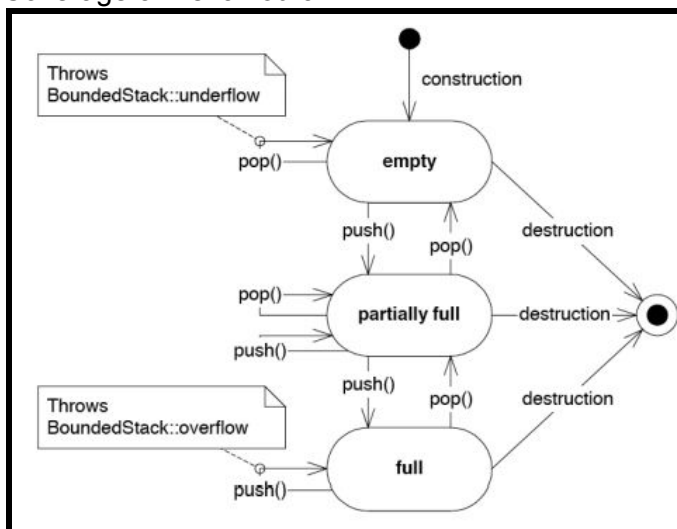 Throws
BoundedStack::underflow
construction
pop()
empty
push()
pop()
destruction
pop()
partially full
destruction
push()
push()
pop()
destruction
Throws
BoundedStack::overflow
full
push()